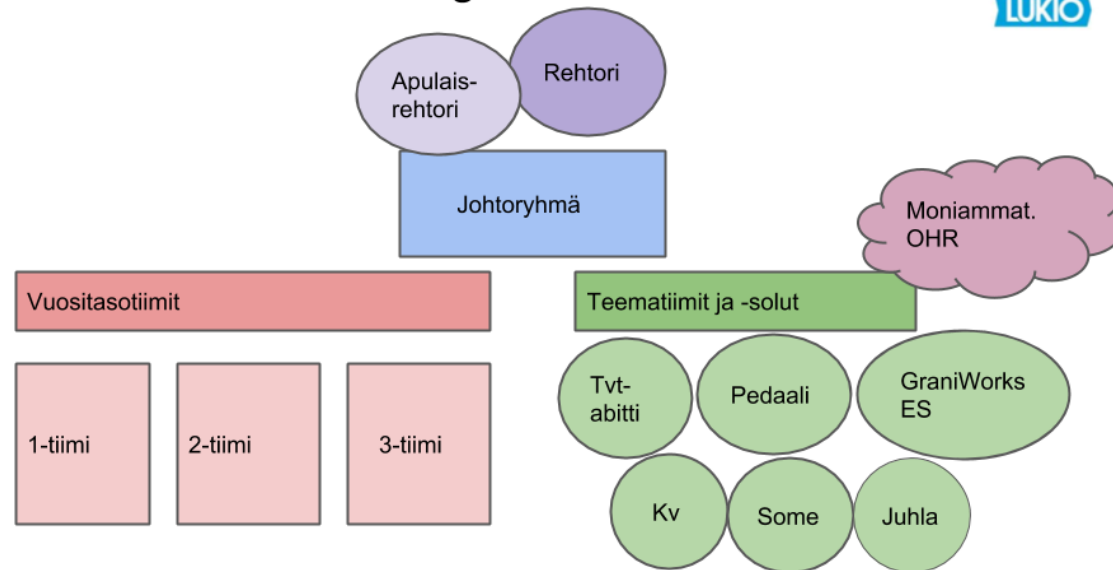 LUKIO
Apulais-
rehtori
Rehtori
Johtoryhmä
Moniammat.
OHR
Vuositasotiimit
Teematiimit ja -solut
1-tiimi
2-tiimi
3-tiimi
Tvt-
abitti
Pedaali
GraniWorks
ES
Kv
Some
Juhla